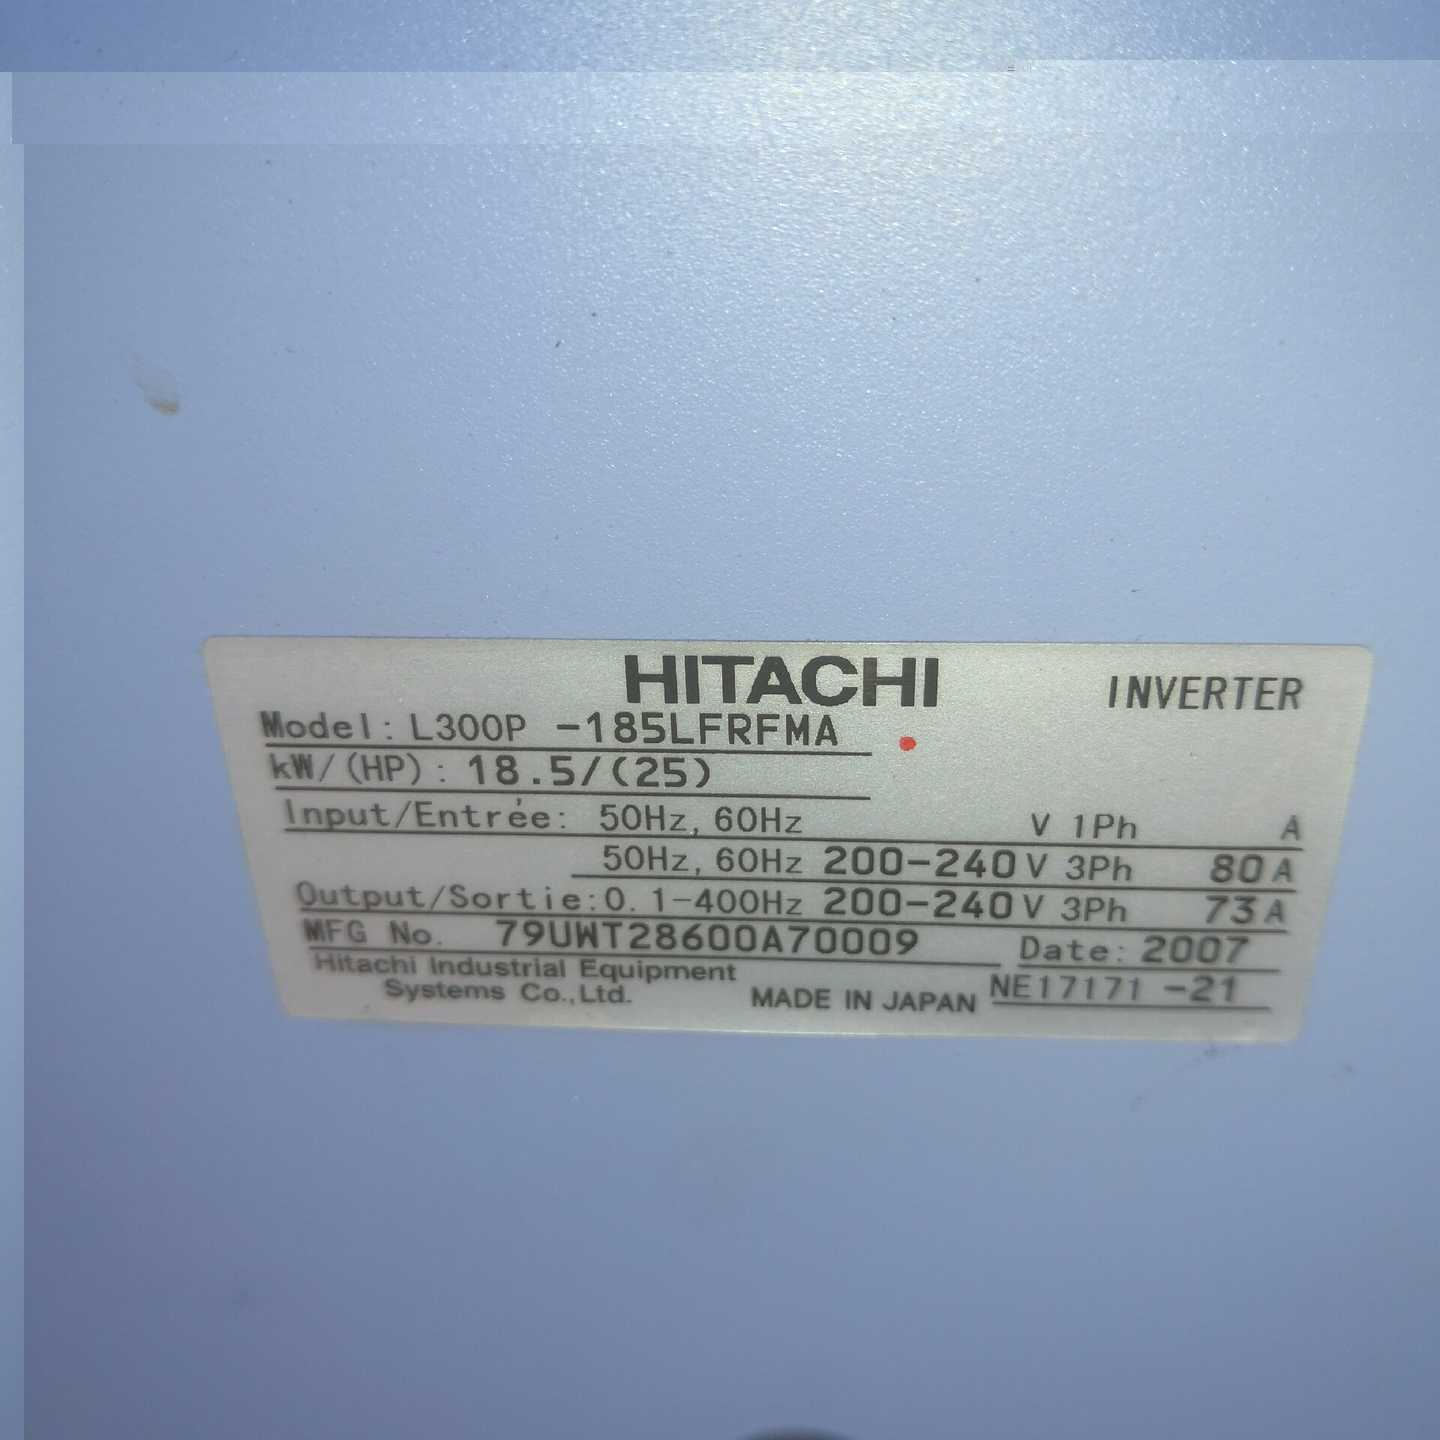 HITACHI INVERTER
Model: L300P -185LFRFMA
kW/(HP): 18.5/(25)
Input/Entrée: 50Hz, 60Hz V 1Ph A
50Hz, 60Hz 200-240 V 3Ph 80 A
Output/Sortie: 0.1-400Hz 200-240 V 3Ph 73 A
MFG No. 79UWT28600A70009 Date: 2007
Hitachi Industrial Equipment
Systems Co.,Ltd. MADE IN JAPAN NE17171 -21